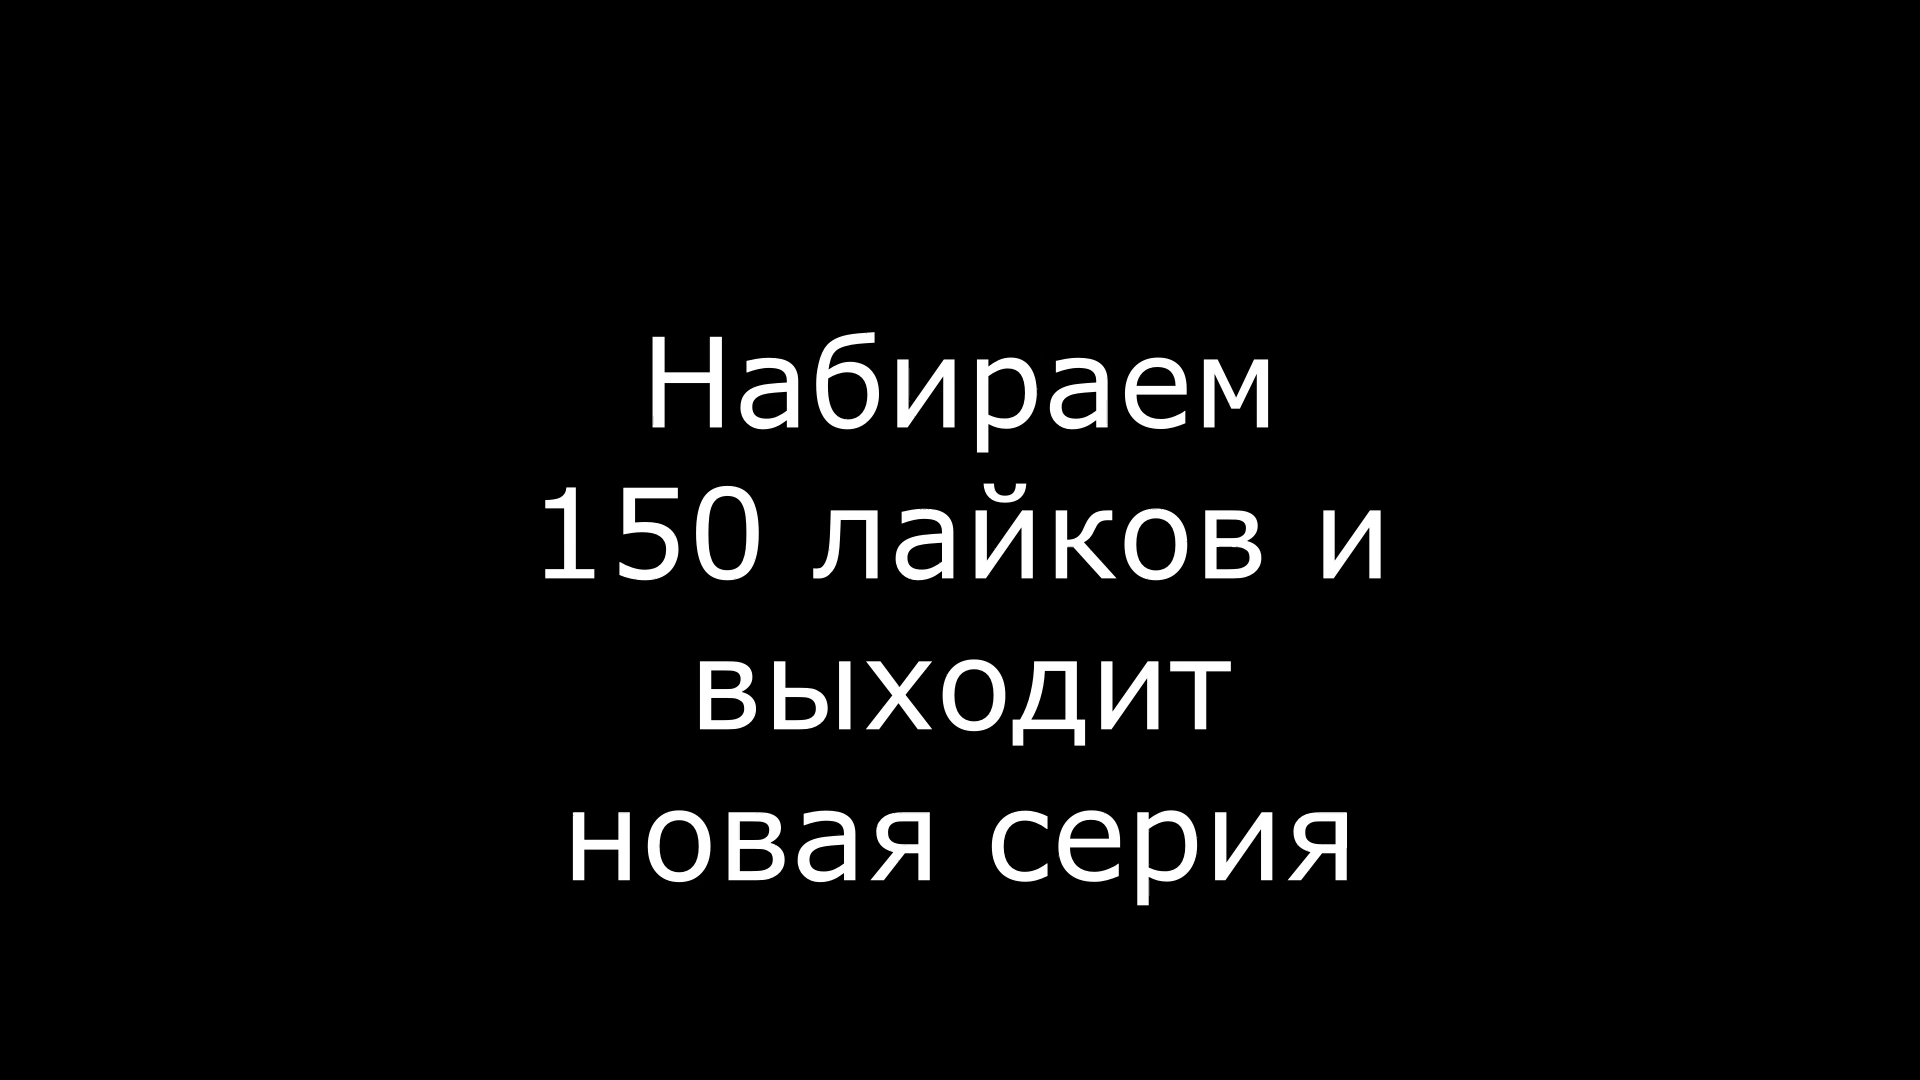 Набираем
150 лайков и
выходит
новая серия